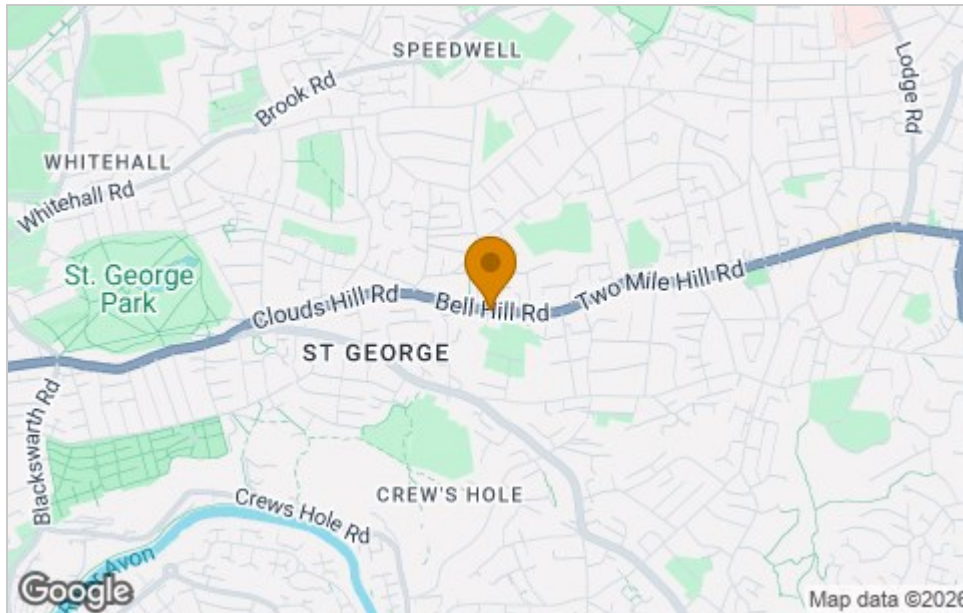 SPEEDWELL
Lodge Rd
Brook Rd
WHITEHALL
Whitehall Rd
St. George
Park
Clouds Hill Rd
Bell Hill Rd
Two Mile Hill Rd
ST GEORGE
Blackswarth Rd
CREW'S HOLE
Crews Hole Rd
Avon
Google
Map data ©2026